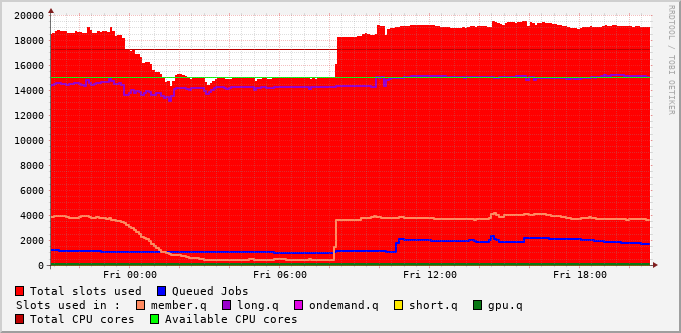 20000
18000
16000
14000
12000
10000
8000
6000
4000
2000
0
Fri 00:00 Fri 06:00 Fri 12:00 Fri 18:00
Total slots used Queued Jobs
Slots used in : member.q long.q ondemand.q short.q gpu.q
Total CPU cores Available CPU cores
RRDTOOL / TOBI OETIKER